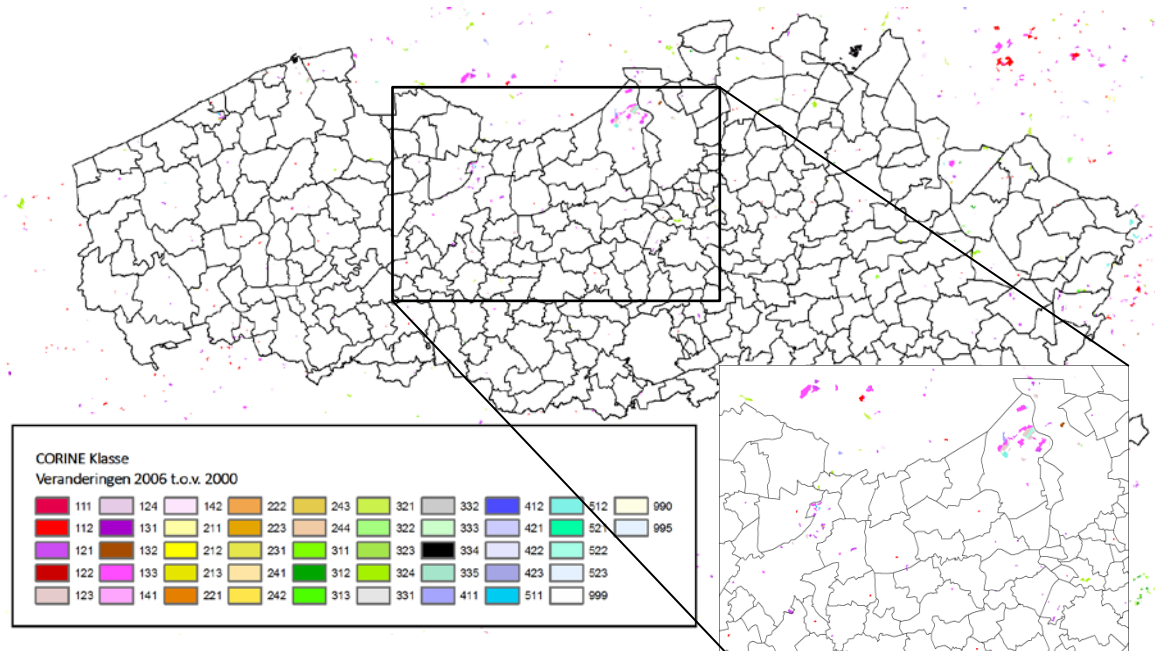 CORINE Klasse
Veranderingen 2006 t.o.v. 2000
111 124 142 222 243 321 332 412 512 990
112 131 211 223 244 322 333 421 521 995
121 132 212 231 311 323 334 422 522
122 133 213 241 312 324 335 423 523
123 141 221 242 313 331 411 511 999